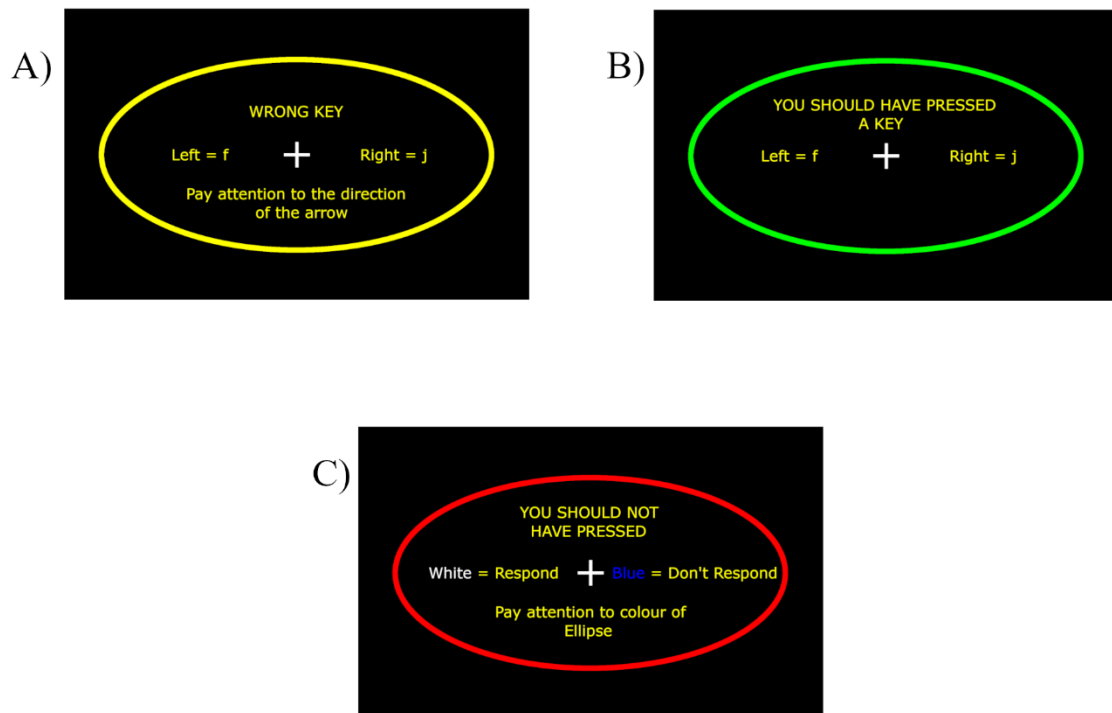 A)
WRONG KEY
Left = f + Right = j
Pay attention to the direction
of the arrow
B)
YOU SHOULD HAVE PRESSED
A KEY
Left = f + Right = j
C)
YOU SHOULD NOT
HAVE PRESSED
White = Respond + Blue = Don't Respond
Pay attention to colour of
Ellipse